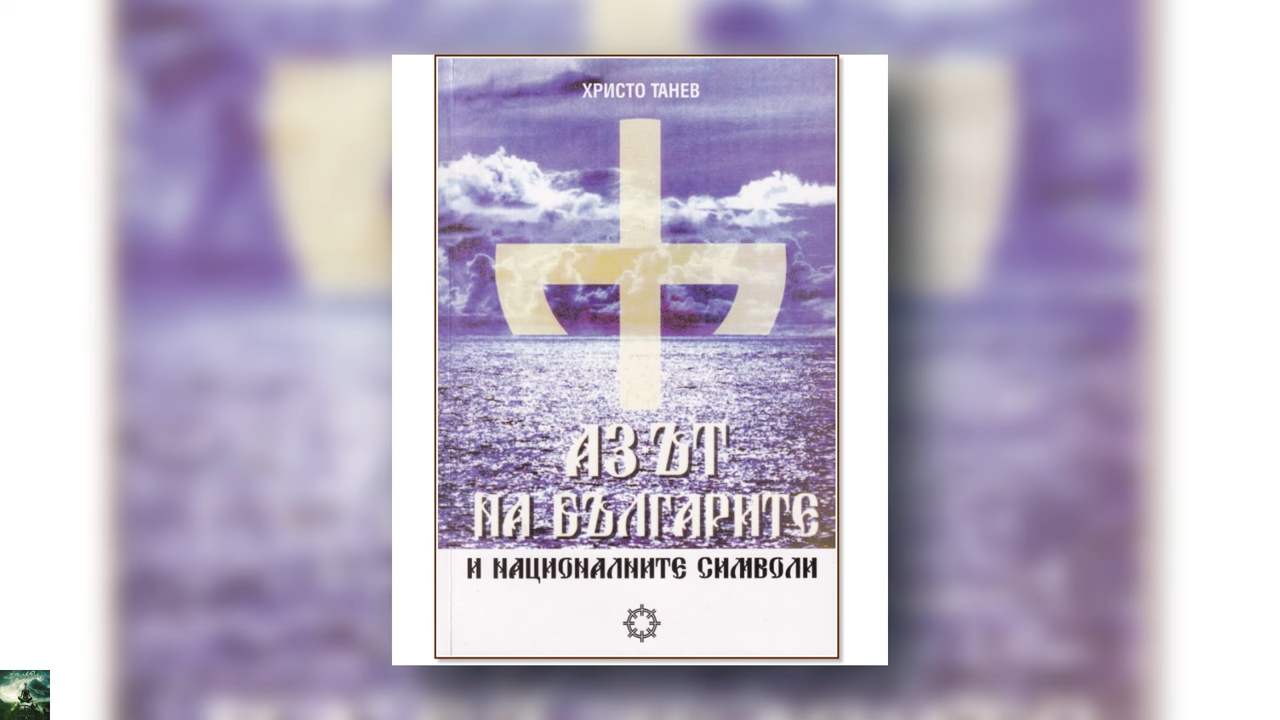 ХРИСТО ТАНЕВ
АЗЪТ
НА БЪЛГАРИТЕ
И НАЦИОНАЛНИТЕ СИМВОЛИ